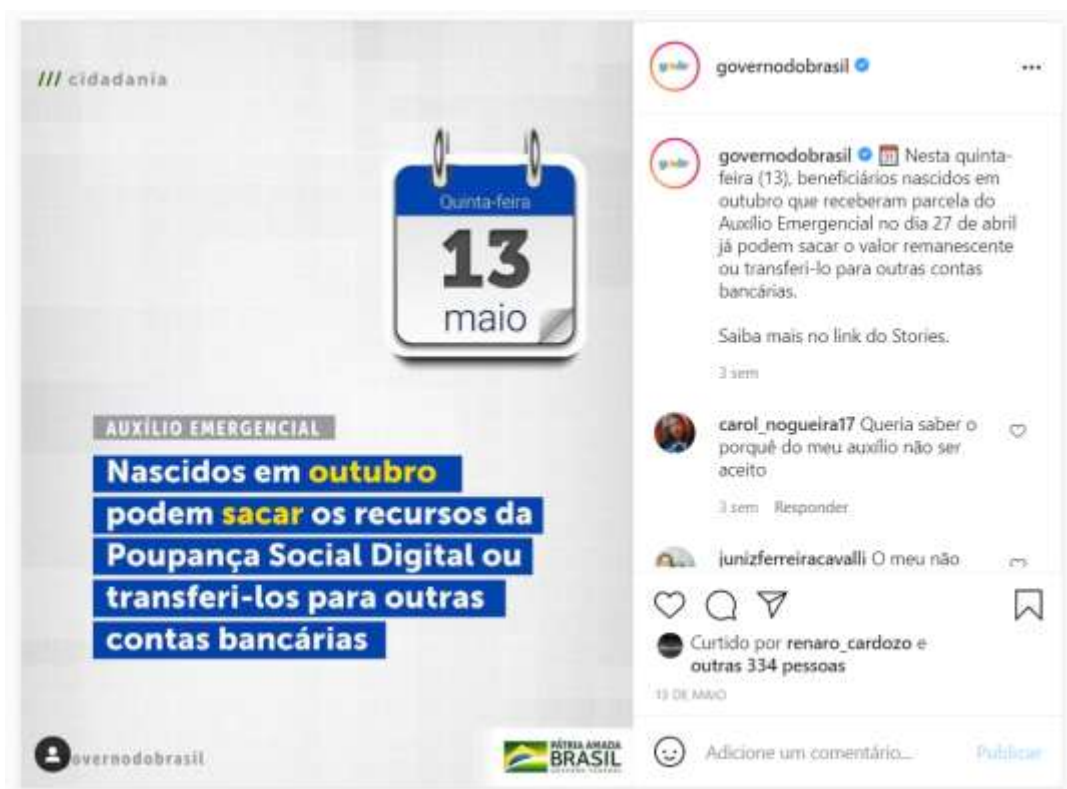 /// cidadania
Quinta-feira
13
maio
AUXÍLIO EMERGENCIAL
Nascidos em outubro
podem sacar os recursos da
Poupança Social Digital ou
transferi-los para outras
contas bancárias
overnodobrasil
PÁTRIA AMADA
BRASIL
GOVERNO FEDERAL
governodobrasil
governodobrasil 31 Nesta quinta-
feira (13), beneficiários nascidos em
outubro que receberam parcela do
Auxílio Emergencial no dia 27 de abril
já podem sacar o valor remanescente
ou transferi-lo para outras contas
bancárias.
Saiba mais no link do Stories.
3 sem
carol_nogueira17 Queria saber o
porquê do meu auxílio não ser
aceito
3 sem Responder
junizferreiracavalli O meu não
Curtido por renaro_cardozo e
outras 334 pessoas
13 DE MAIO
Adicione um comentário... Publicar